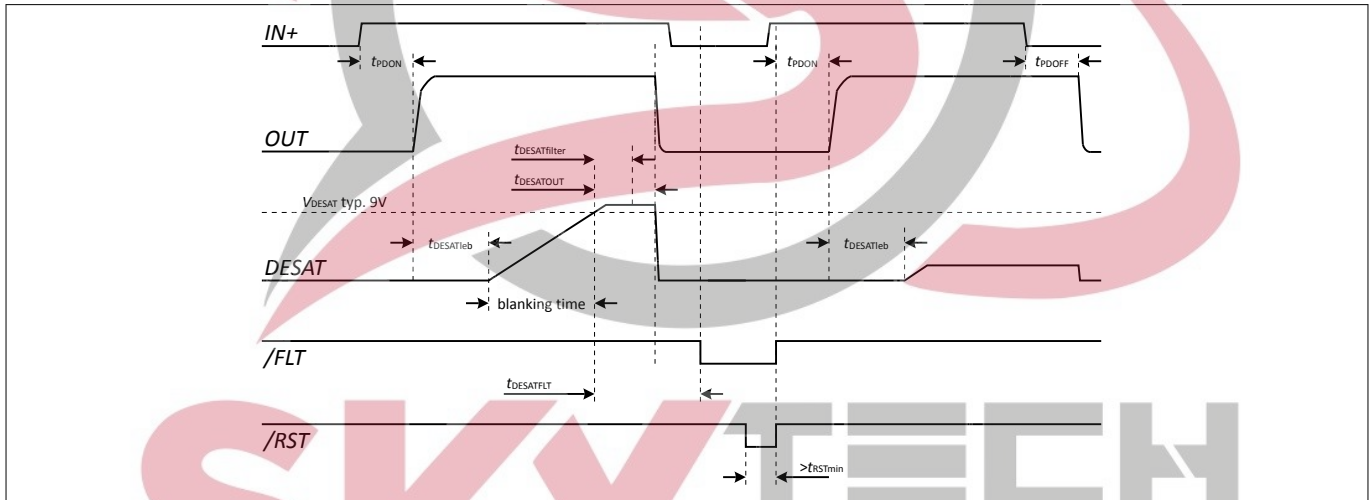 IN+
tPDON
tPDON
tPDOFF
OUT
tDESATfilter
tDESATOUT
VDESAT typ. 9V
tDESATleb
tDESATleb
DESAT
blanking time
/FLT
tDESATFLT
/RST
>tRSTmin
SKYTECH